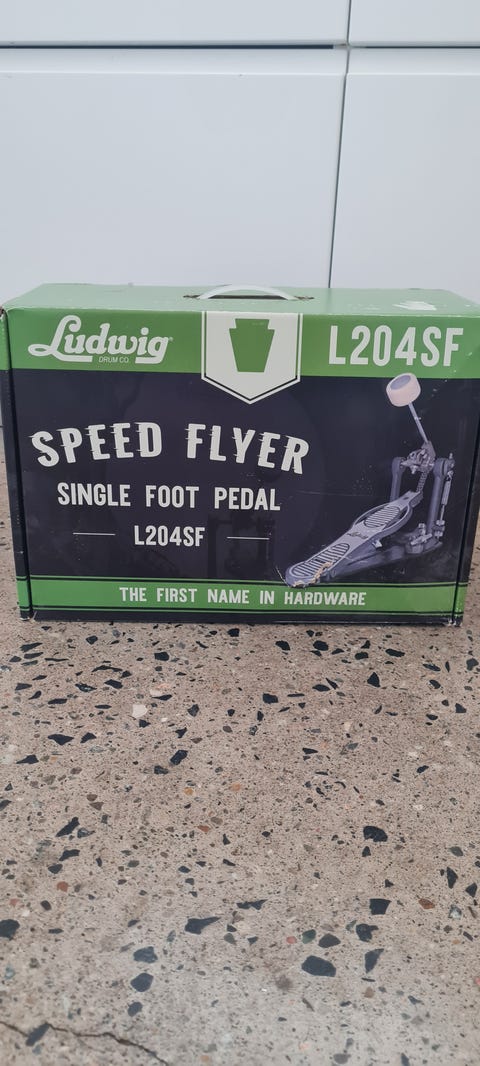 Ludwig®
DRUM CO.
L204SF
SPEED FLYER
SINGLE FOOT PEDAL
L204SF
THE FIRST NAME IN HARDWARE